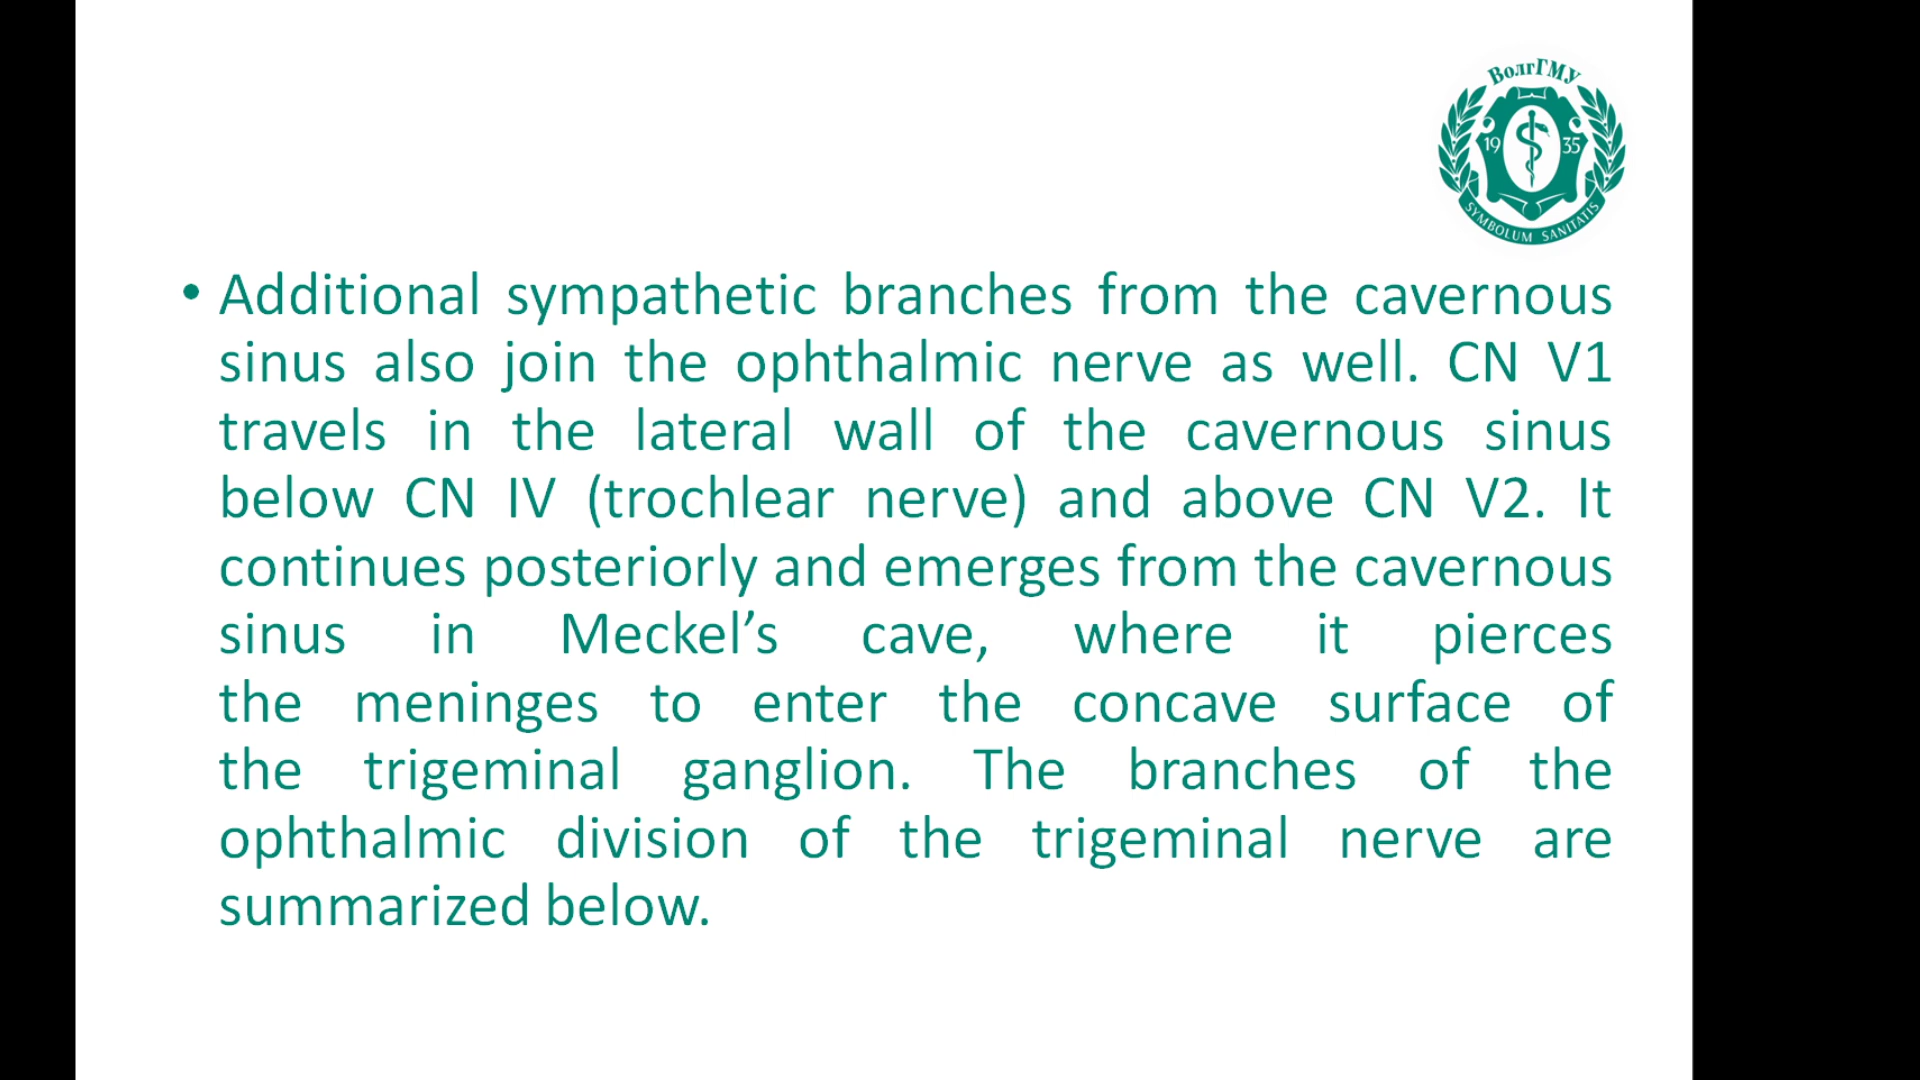 ВолгГМУ
19 35
SYMBOLUM SANITATIS
• Additional sympathetic branches from the cavernous
sinus also join the ophthalmic nerve as well. CN V1
travels in the lateral wall of the cavernous sinus
below CN IV (trochlear nerve) and above CN V2. It
continues posteriorly and emerges from the cavernous
sinus in Meckel’s cave, where it pierces
the meninges to enter the concave surface of
the trigeminal ganglion. The branches of the
ophthalmic division of the trigeminal nerve are
summarized below.